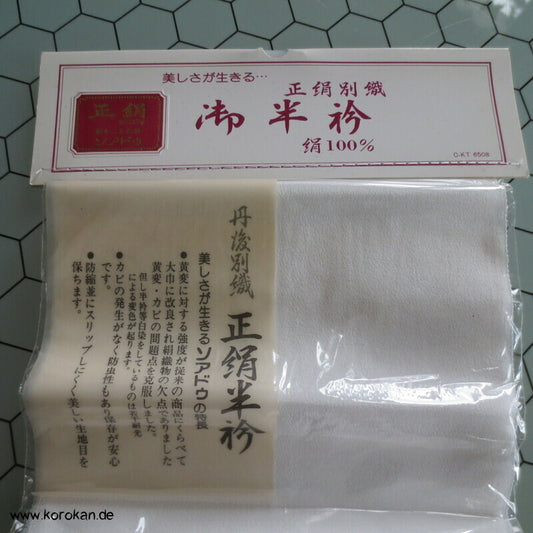 美しさが生きる…
正絹別織
御半衿
絹100%
C-KT 6508
正絹
ソアドウ
丹後別織
正絹半衿
美しさが生きるソアドウの特長
●黄変に対する強度が従来の商品にくらべて
大巾に改良され絹織物の欠点でありました
黄変・カビの問題点を克服しました。
●カビの発生がなく防虫性もあり保存が安心
です。
●防縮並にスリップしにくく美しい生地目を
保ちます。
www.korokan.de